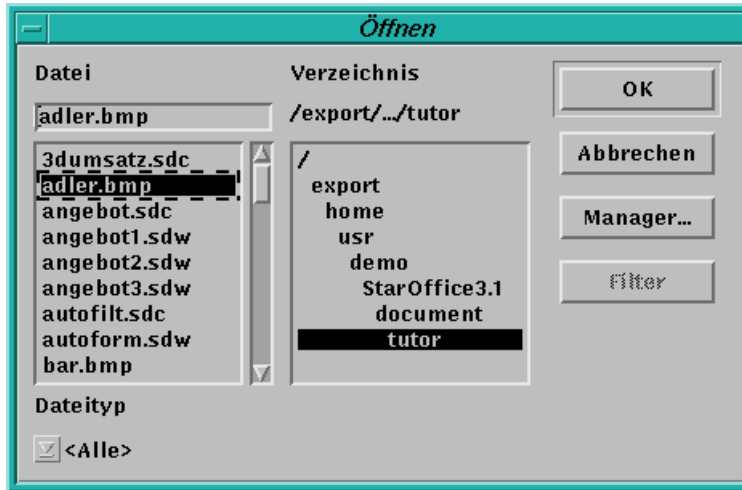 Öffnen
Datei
adler.bmp
3dumsatz.sdc
adler.bmp
angebot.sdc
angebot1.sdw
angebot2.sdw
angebot3.sdw
autofilt.sdc
autoform.sdw
bar.bmp
Dateityp
<Alle>
Verzeichnis
/export/.../tutor
/
export
home
usr
demo
StarOffice3.1
document
tutor
OK
Abbrechen
Manager...
Filter